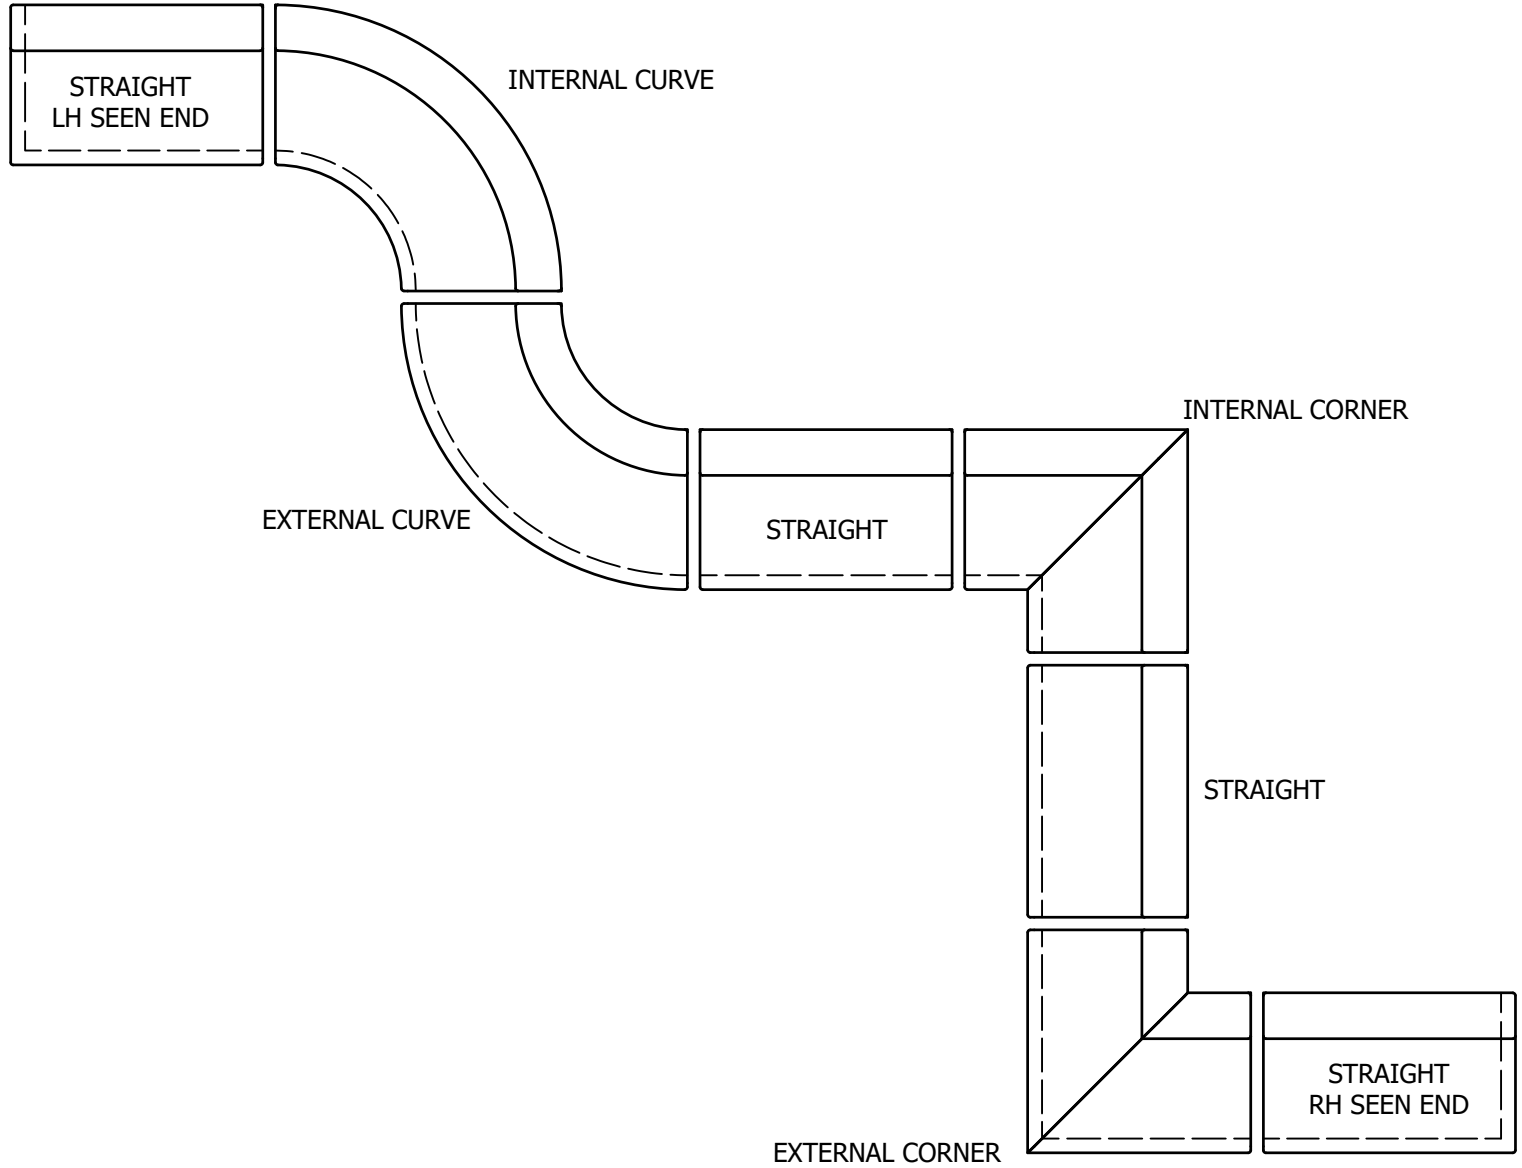 STRAIGHT
LH SEEN END
INTERNAL CURVE
INTERNAL CORNER
EXTERNAL CURVE
STRAIGHT
STRAIGHT
STRAIGHT
RH SEEN END
EXTERNAL CORNER